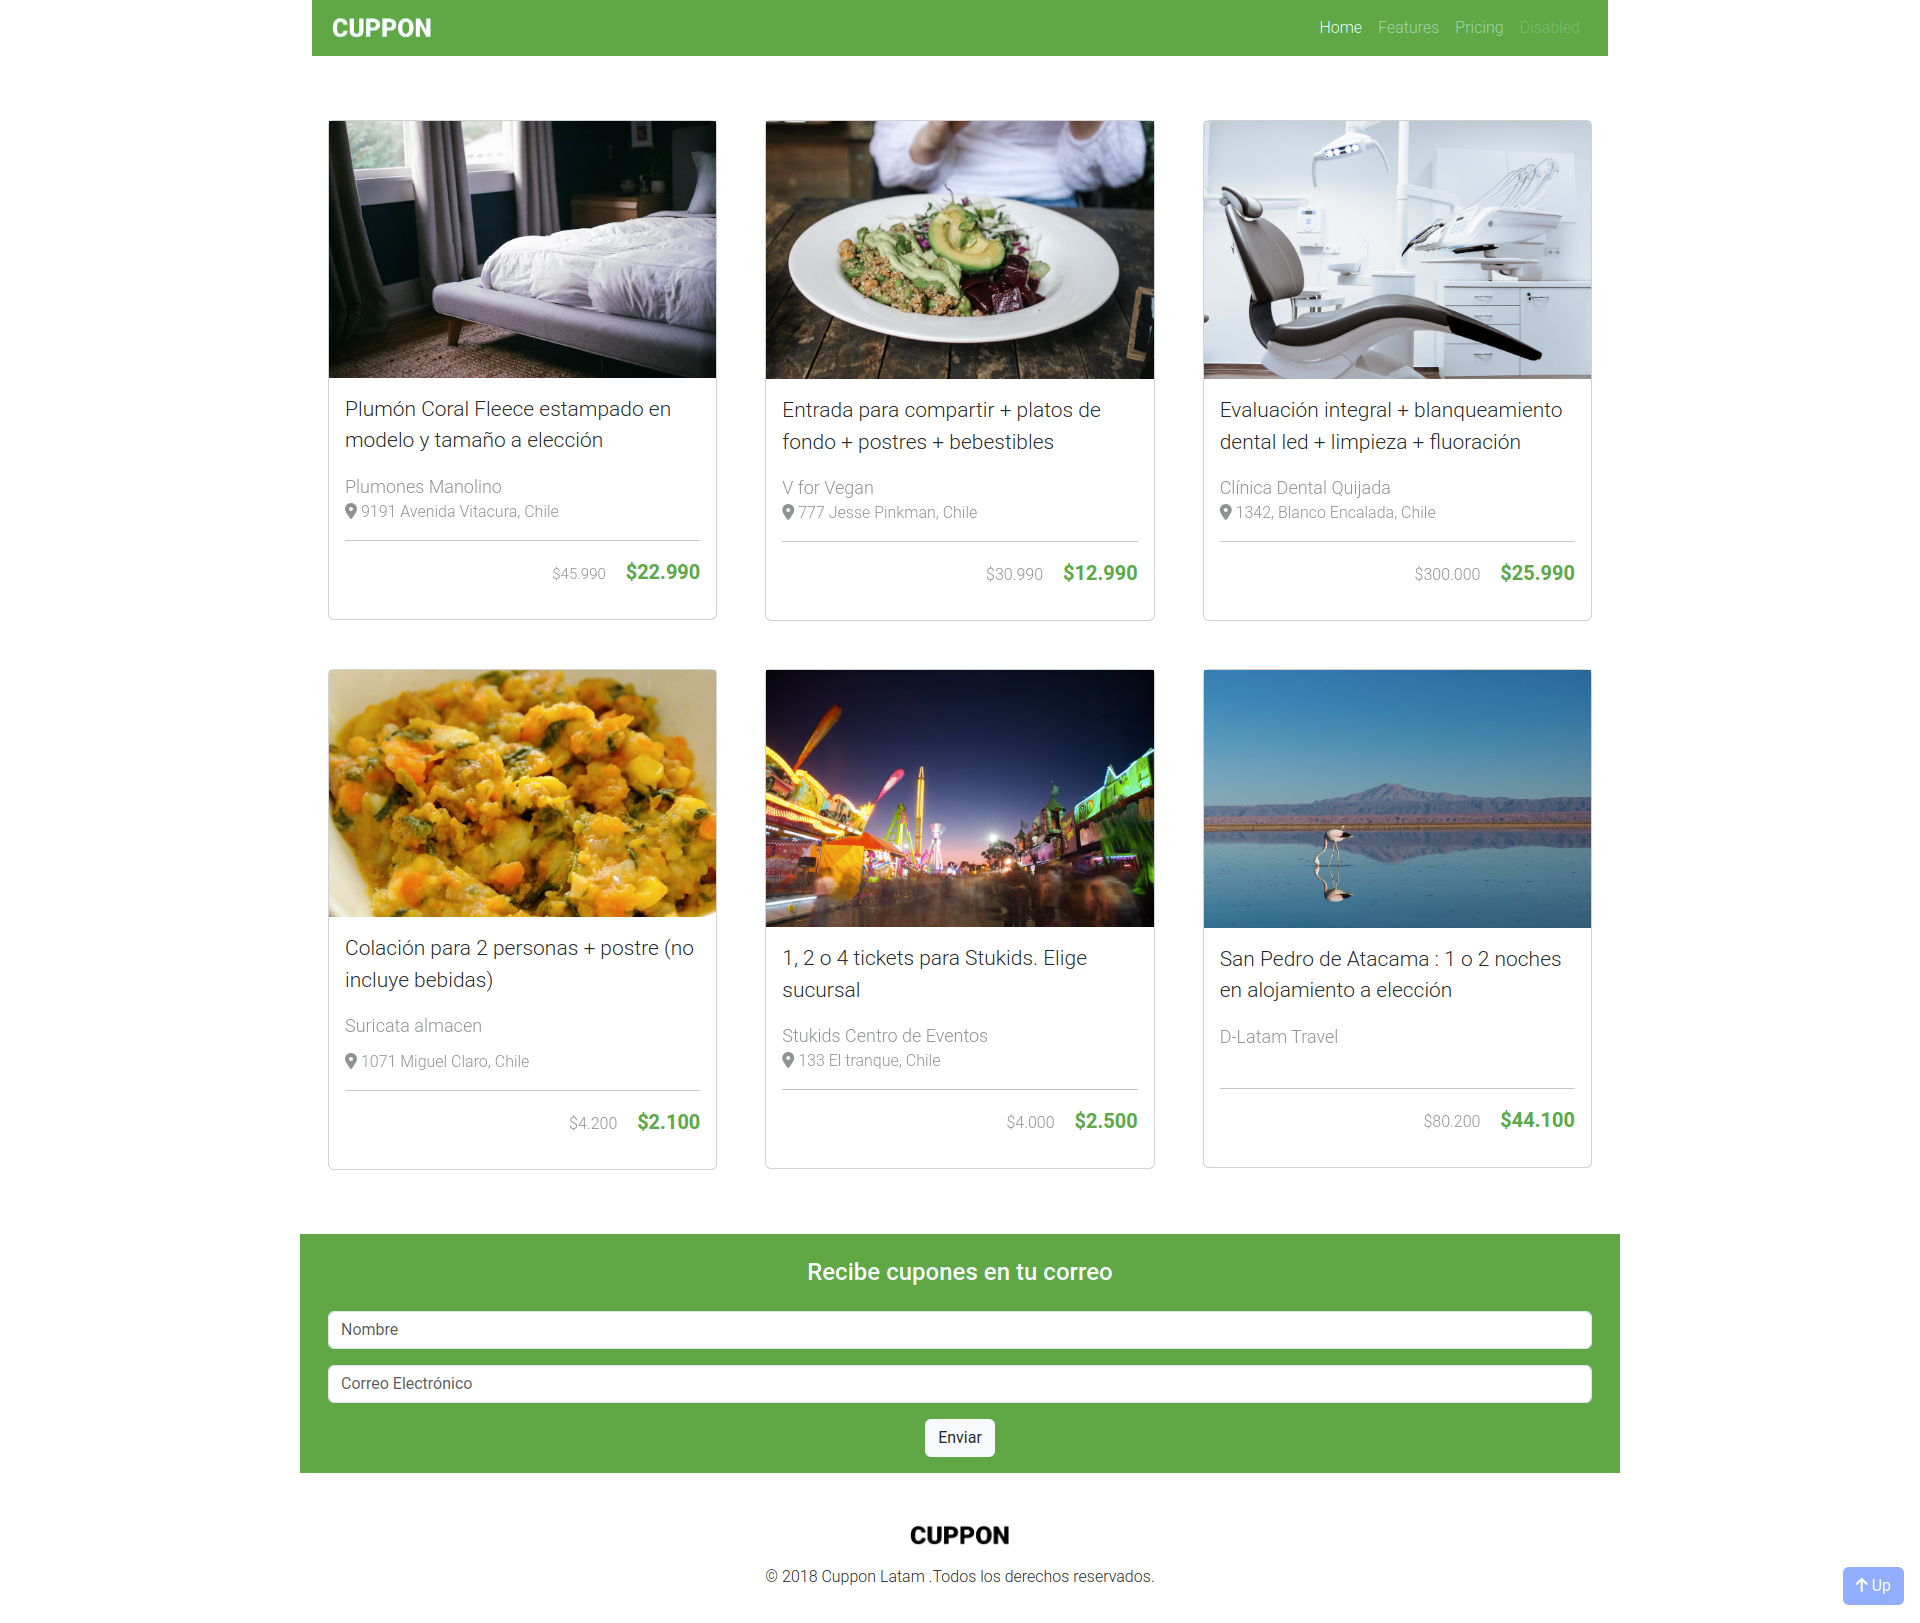 CUPPON
Home Features Pricing Disabled
Plumón Coral Fleece estampado en
modelo y tamaño a elección
Plumones Manolino
9191 Avenida Vitacura, Chile
$45.990 $22.990
Entrada para compartir + platos de
fondo + postres + bebestibles
V for Vegan
777 Jesse Pinkman, Chile
$30.990 $12.990
Evaluación integral + blanqueamiento
dental led + limpieza + fluoración
Clínica Dental Quijada
1342, Blanco Encalada, Chile
$300.000 $25.990
Colación para 2 personas + postre (no
incluye bebidas)
Suricata almacen
1071 Miguel Claro, Chile
$4.200 $2.100
1, 2 o 4 tickets para Stukids. Elige
sucursal
Stukids Centro de Eventos
133 El tranque, Chile
$4.000 $2.500
San Pedro de Atacama : 1 o 2 noches
en alojamiento a elección
D-Latam Travel
$80.200 $44.100
Recibe cupones en tu correo
Nombre
Correo Electrónico
Enviar
CUPPON
© 2018 Cuppon Latam .Todos los derechos reservados.
Up